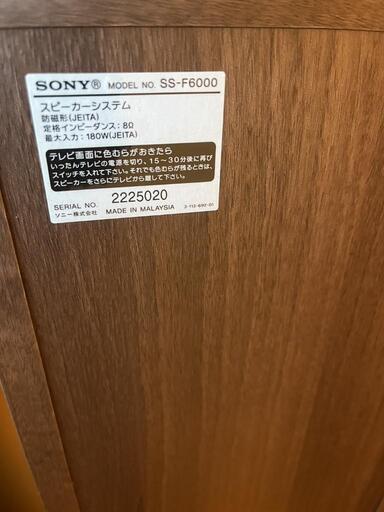 SONY® MODEL NO. SS-F6000
スピーカーシステム
防磁形(JEITA)
定格インピーダンス: 8Ω
最大入力: 180W(JEITA)
テレビ画面に色むらがおきたら
いったんテレビの電源を切り、15〜30分後に再び
スイッチを入れて下さい。それでも色むらが残るときは、
スピーカーをさらにテレビから離して下さい。
SERIAL NO. 2225020
ソニー株式会社 MADE IN MALAYSIA 2-112-692-01